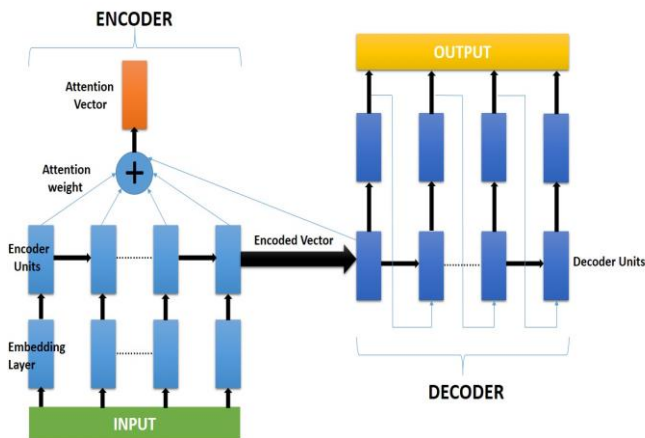 ENCODER
Attention
Vector
+
Attention
weight
Encoder
Units
Embedding
Layer
INPUT
Encoded Vector
OUTPUT
Decoder Units
DECODER